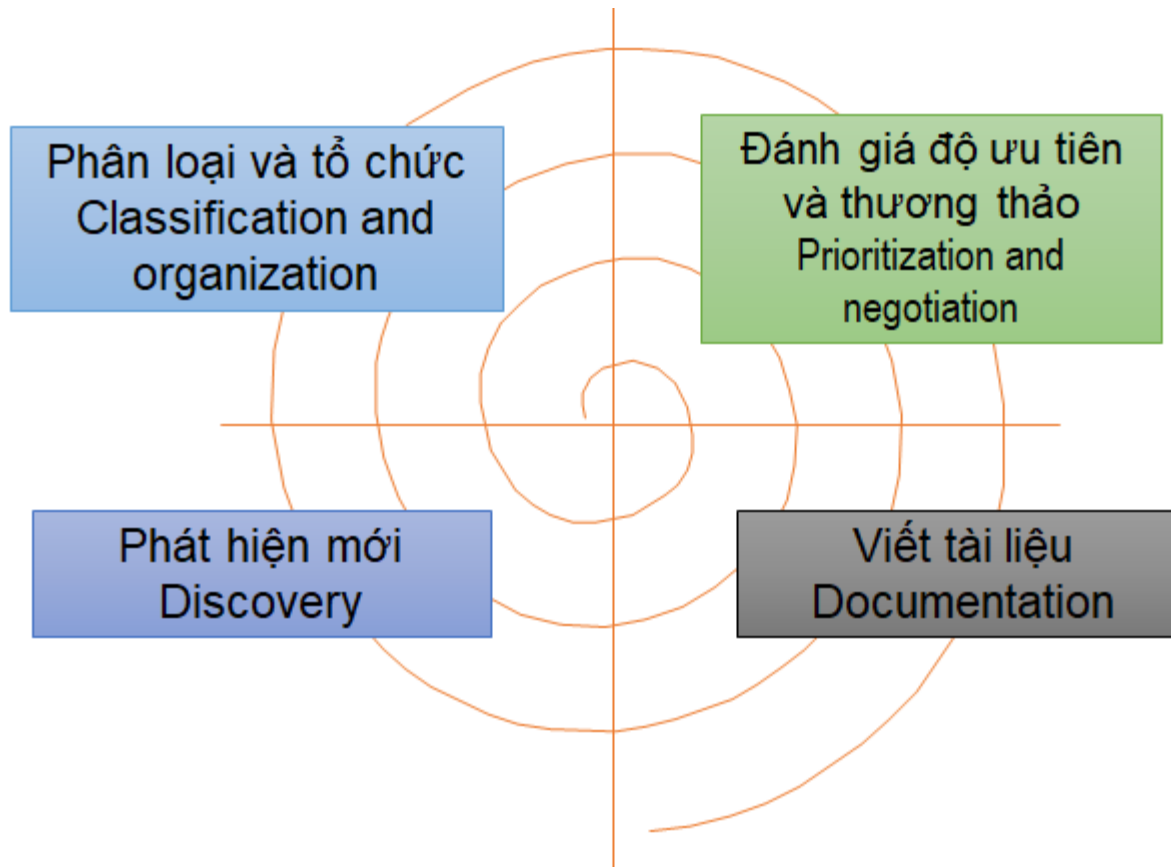 Phân loại và tổ chức
Classification and
organization
Đánh giá độ ưu tiên
và thương thảo
Prioritization and
negotiation
Phát hiện mới
Discovery
Viết tài liệu
Documentation